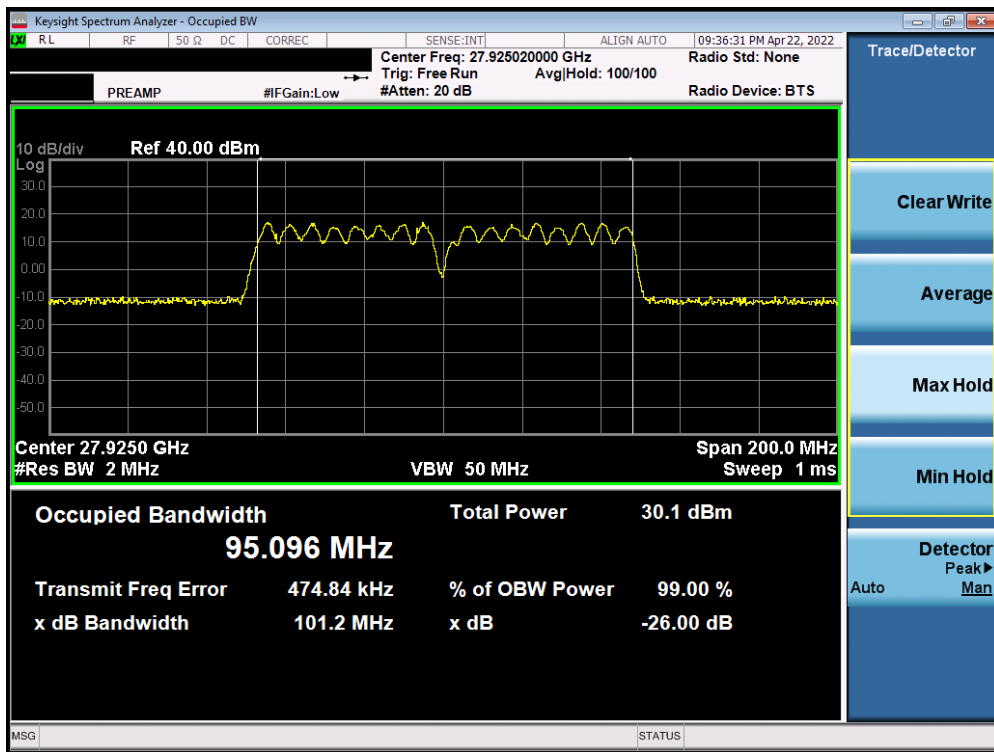 Keysight Spectrum Analyzer - Occupied BW
LXI RL RF 50 Ω DC CORREC SENSE:INT ALIGN AUTO 09:36:31 PM Apr 22, 2022
Center Freq: 27.925020000 GHz Radio Std: None
Trig: Free Run Avg|Hold: 100/100
PREAMP #IFGain:Low #Atten: 20 dB Radio Device: BTS
10 dB/div Ref 40.00 dBm
Log
30.0
20.0
10.0
0.00
-10.0
-20.0
-30.0
-40.0
-50.0
Center 27.9250 GHz Span 200.0 MHz
#Res BW 2 MHz VBW 50 MHz Sweep 1 ms
Occupied Bandwidth Total Power 30.1 dBm
95.096 MHz
Transmit Freq Error 474.84 kHz % of OBW Power 99.00 %
x dB Bandwidth 101.2 MHz x dB -26.00 dB
MSG STATUS
Trace/Detector
Clear Write
Average
Max Hold
Min Hold
Detector
Peak▶
Auto Man